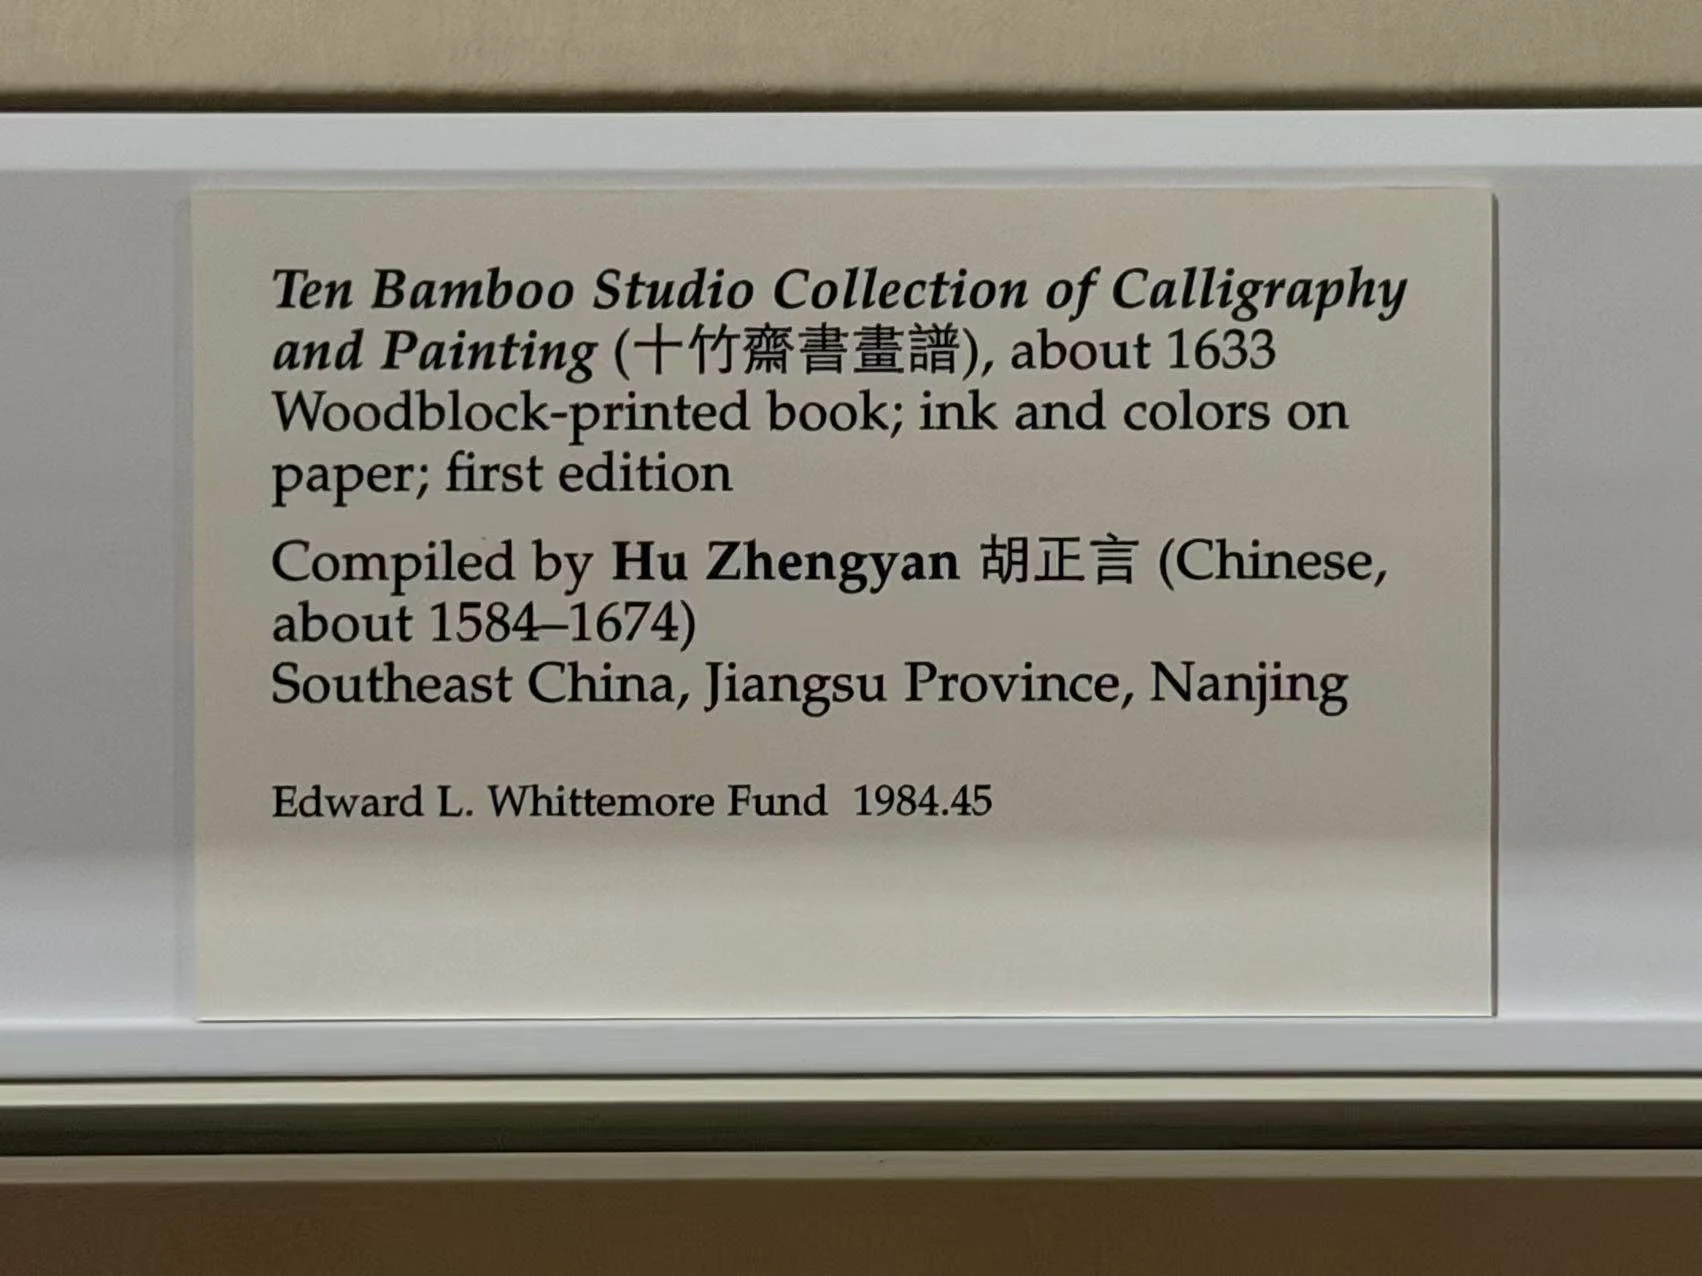 Ten Bamboo Studio Collection of Calligraphy
and Painting (十竹齋書畫譜), about 1633
Woodblock-printed book; ink and colors on
paper; first edition
Compiled by Hu Zhengyan 胡正言 (Chinese,
about 1584–1674)
Southeast China, Jiangsu Province, Nanjing
Edward L. Whittemore Fund 1984.45